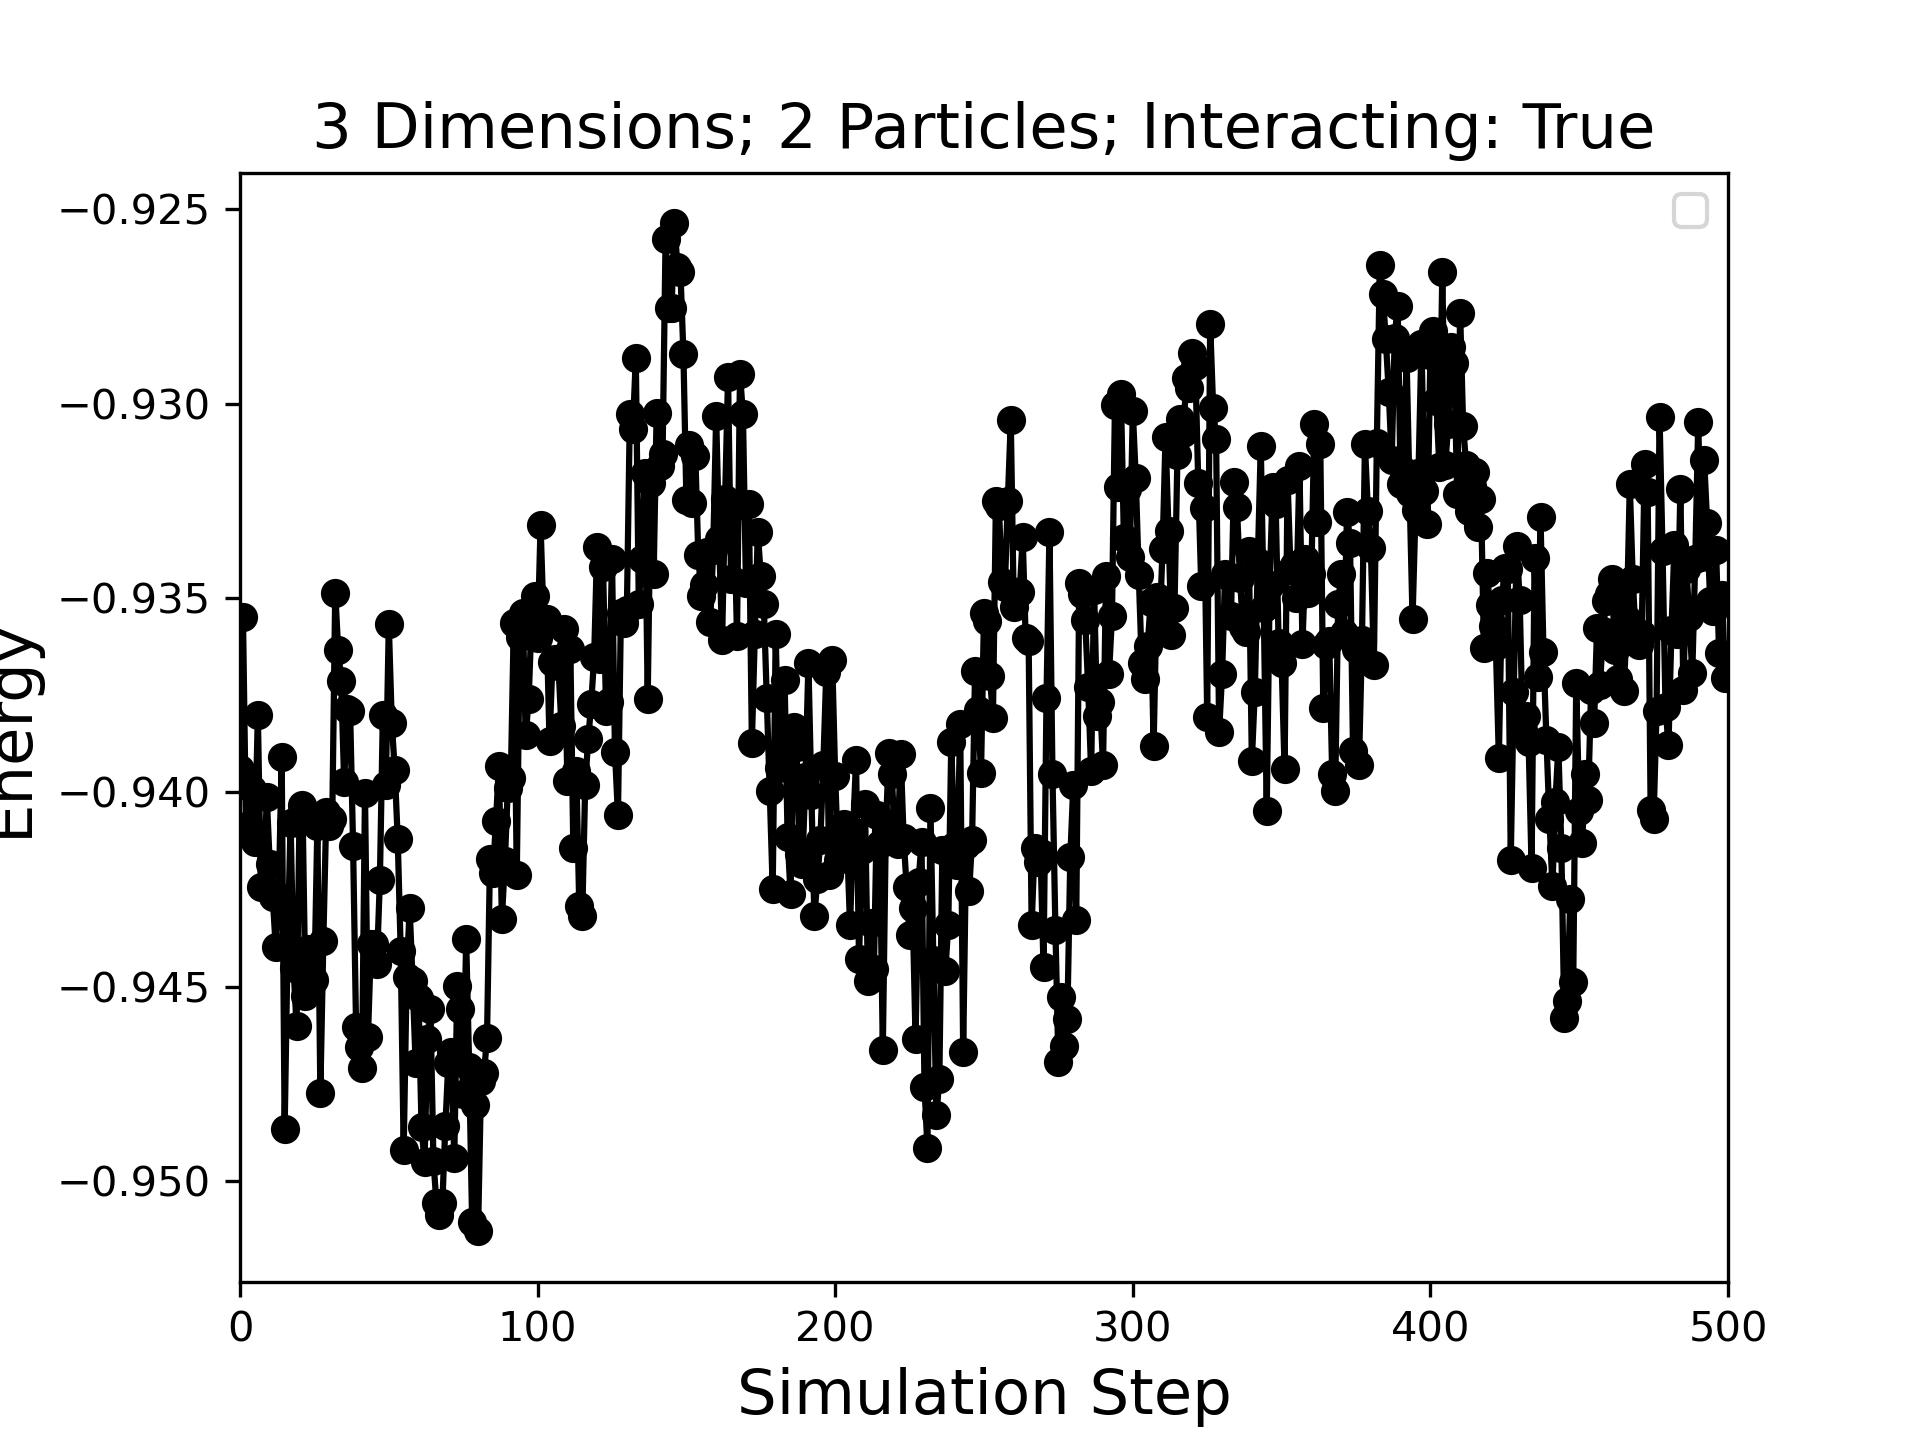 3 Dimensions; 2 Particles; Interacting: True
−0.925
−0.930
−0.935
−0.940
−0.945
−0.950
Energy
0 100 200 300 400 500
Simulation Step